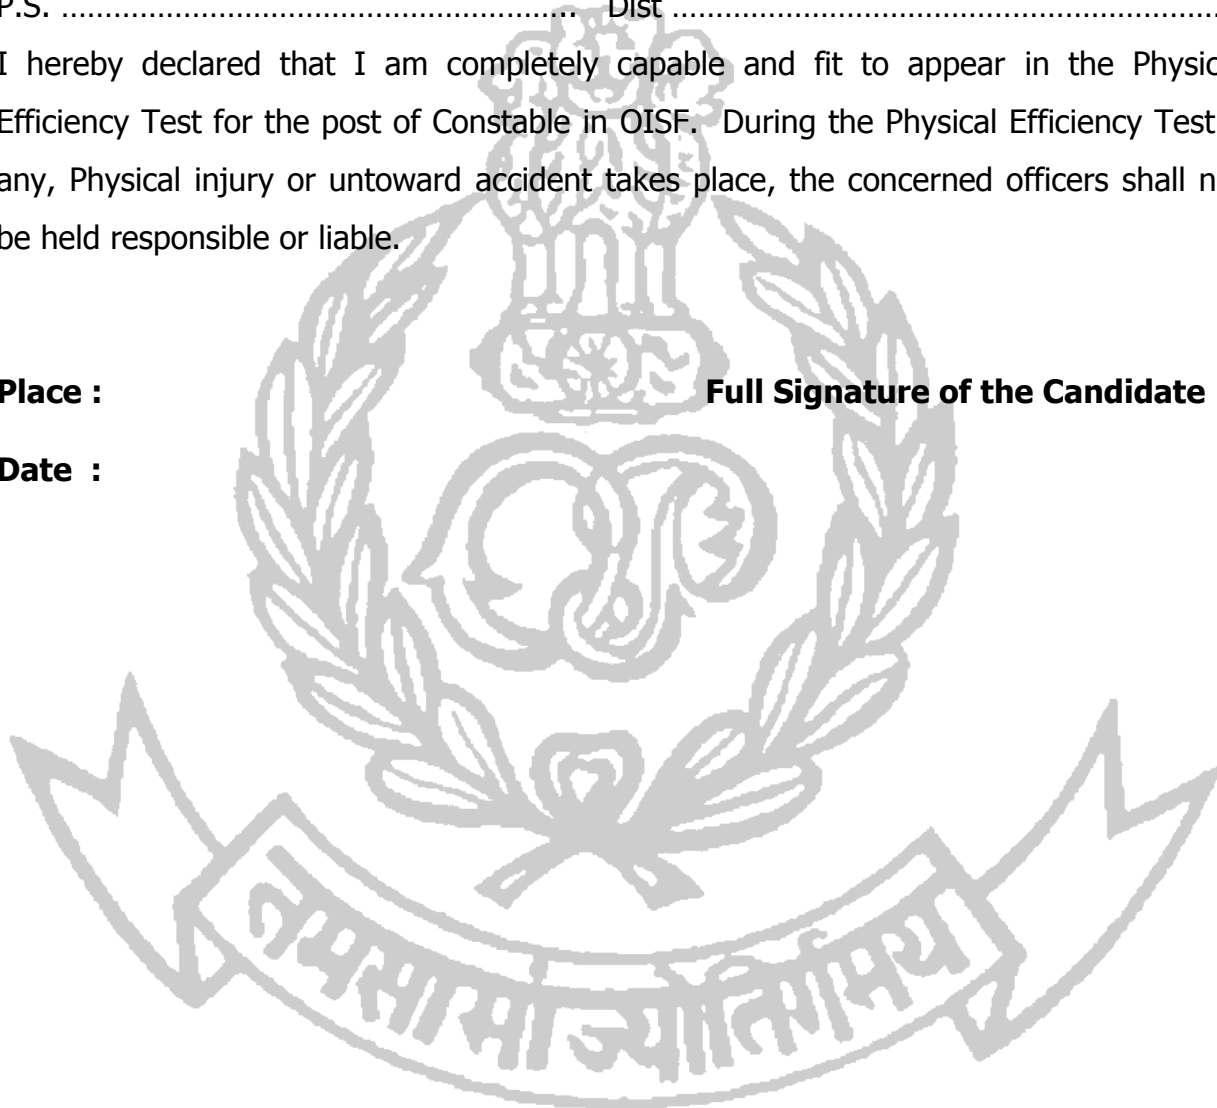 P.S. ………………………………………………… Dist ……………………………………………………………
I hereby declared that I am completely capable and fit to appear in the Physic
Efficiency Test for the post of Constable in OISF. During the Physical Efficiency Test
any, Physical injury or untoward accident takes place, the concerned officers shall n
be held responsible or liable.
Place : Full Signature of the Candidate
Date :
तमसो मा ज्योतिर्गमय